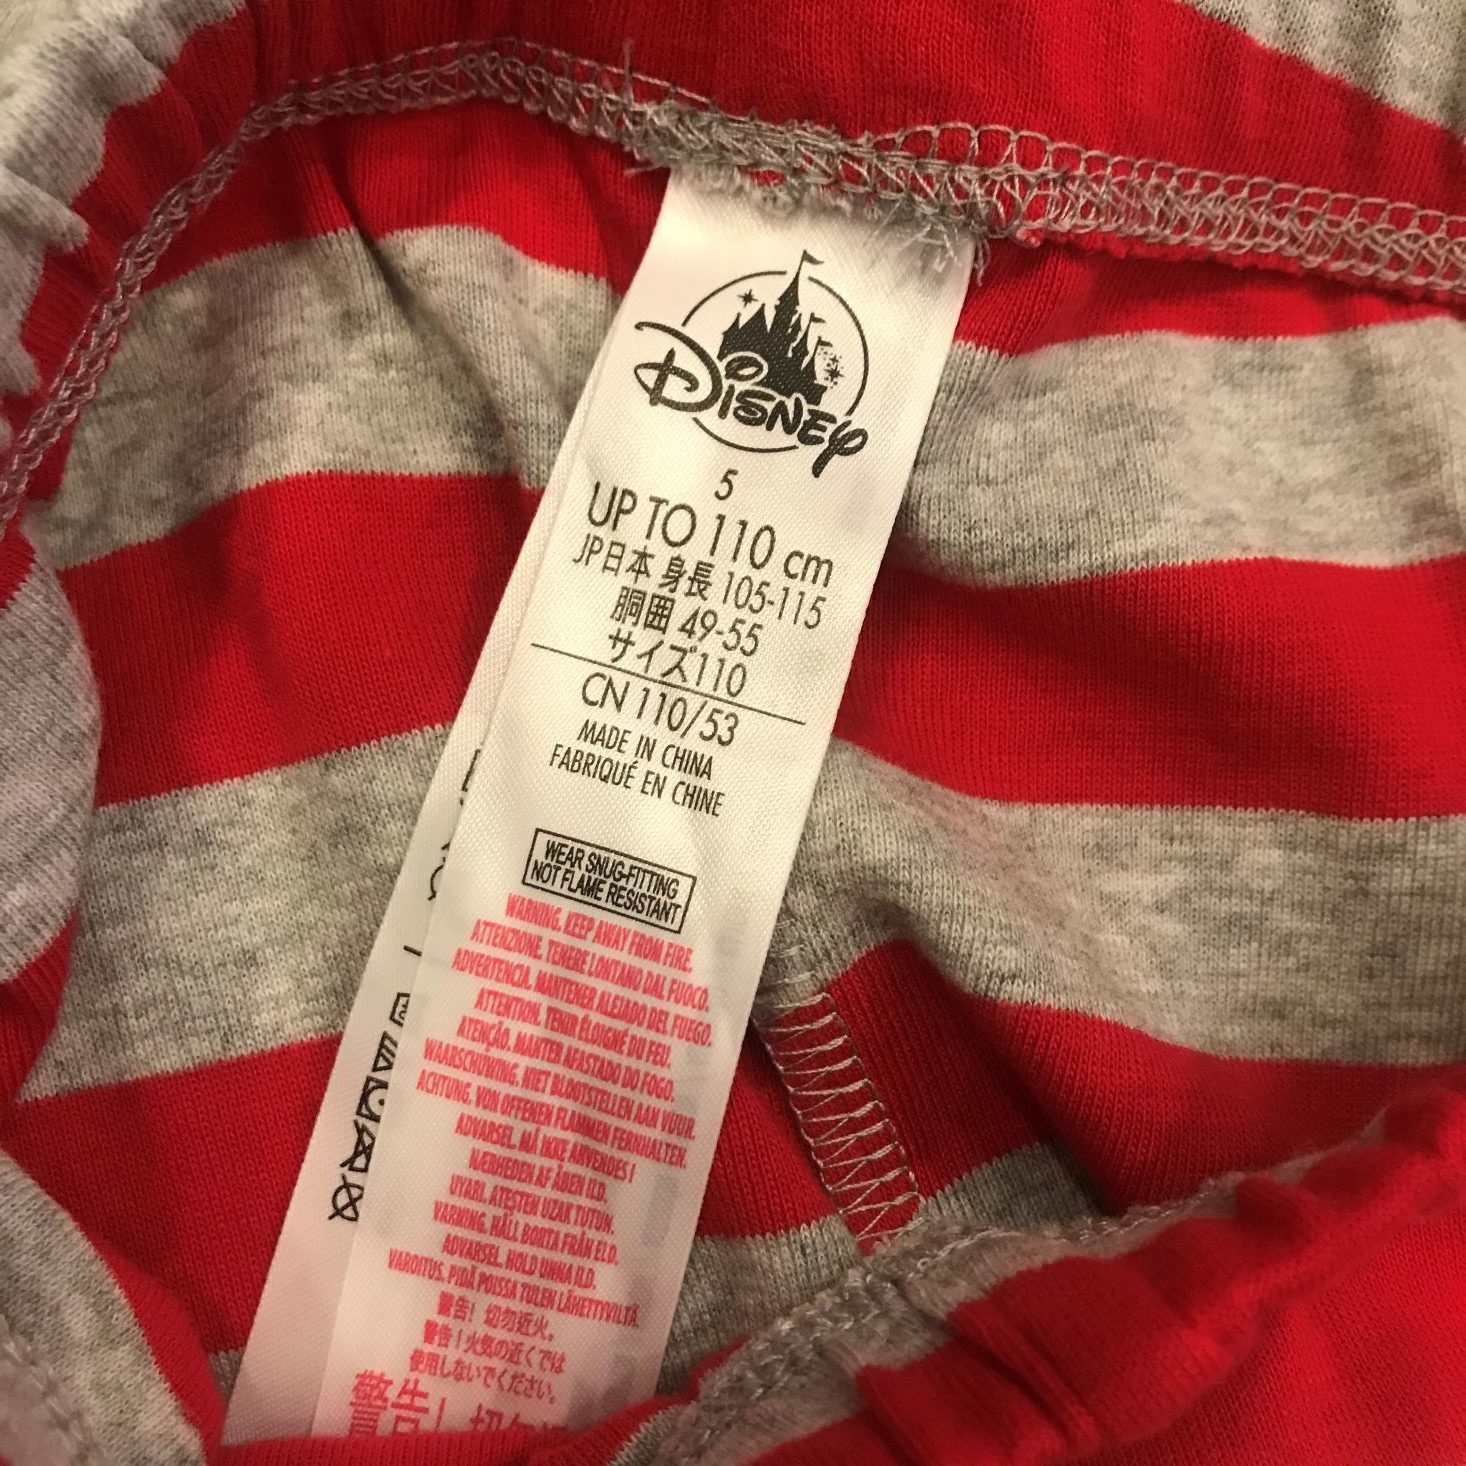 Disney
5
UP TO 110 cm
JP日本 身長 105-115
胴囲 49-55
サイズ110
CN 110/53
MADE IN CHINA
FABRIQUÉ EN CHINE
WEAR SNUG-FITTING
NOT FLAME RESISTANT
WARNING. KEEP AWAY FROM FIRE.
ATTENZIONE. TENERE LONTANO DAL FUOCO.
ADVERTENCIA. MANTENER ALEJADO DEL FUEGO.
ATTENTION. TENIR ÉLOIGNÉ DU FEU.
ATENÇÃO. MANTER AFASTADO DO FOGO.
WAARSCHUWING. NIET BLOOTSTELLEN AAN VUUR.
ACHTUNG. VON OFFENEN FLAMMEN FERNHALTEN.
ADVARSEL. MÅ IKKE ANVENDES I
NÆRHEDEN AF ÅBEN ILD.
UYARI. ATEŞTEN UZAK TUTUN.
VARNING. HÅLL BORTA FRÅN ELD.
ADVARSEL. HOLD UNNA ILD.
VAROITUS. PIDÄ POISSA TULEN LÄHETTYVILTÄ.
警告! 切勿近火。
警告!火気の近くでは
使用しないでください。
警告! 切勿